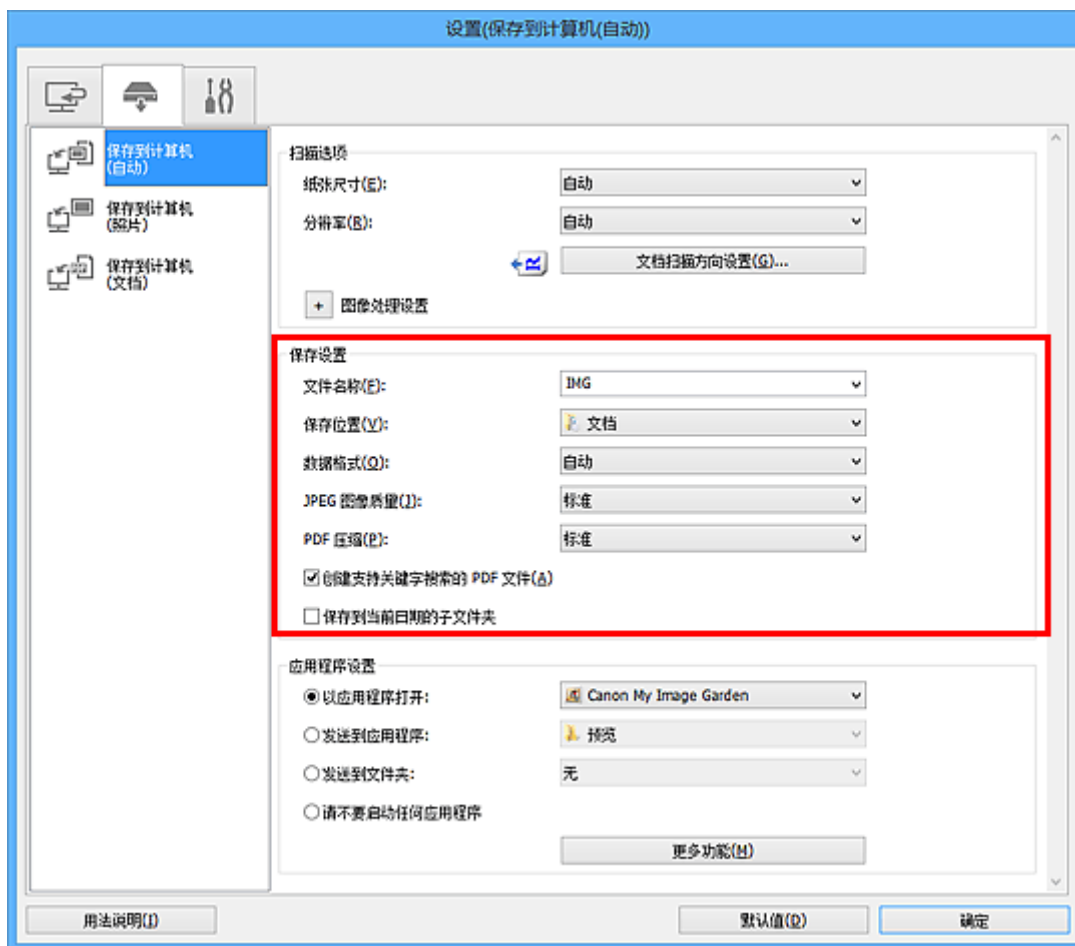 设置(保存到计算机(自动))
保存到计算机
(自动)
保存到计算机
(照片)
保存到计算机
(文档)
扫描选项
纸张尺寸(E): 自动
分辨率(R): 自动
文档扫描方向设置(G)...
+ 图像处理设置
保存设置
文件名称(F): IMG
保存位置(V): 文档
数据格式(O): 自动
JPEG 图像质量(J): 标准
PDF 压缩(P): 标准
创建支持关键字搜索的 PDF 文件(A)
保存到当前日期的子文件夹
应用程序设置
以应用程序打开: Canon My Image Garden
发送到应用程序: 预览
发送到文件夹: 无
请不要启动任何应用程序
更多功能(M)
用法说明(I) 默认值(D) 确定